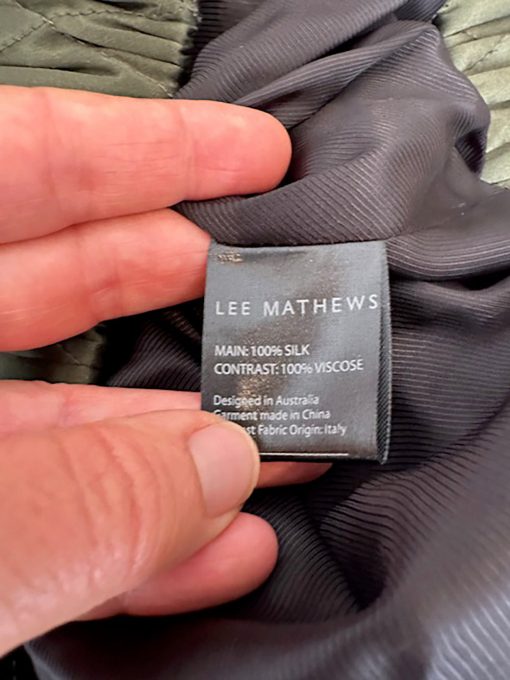 LEE MATHEWS
MAIN: 100% SILK
CONTRAST: 100% VISCOSE
Designed in Australia
Garment made in China
Fabric Origin: Italy